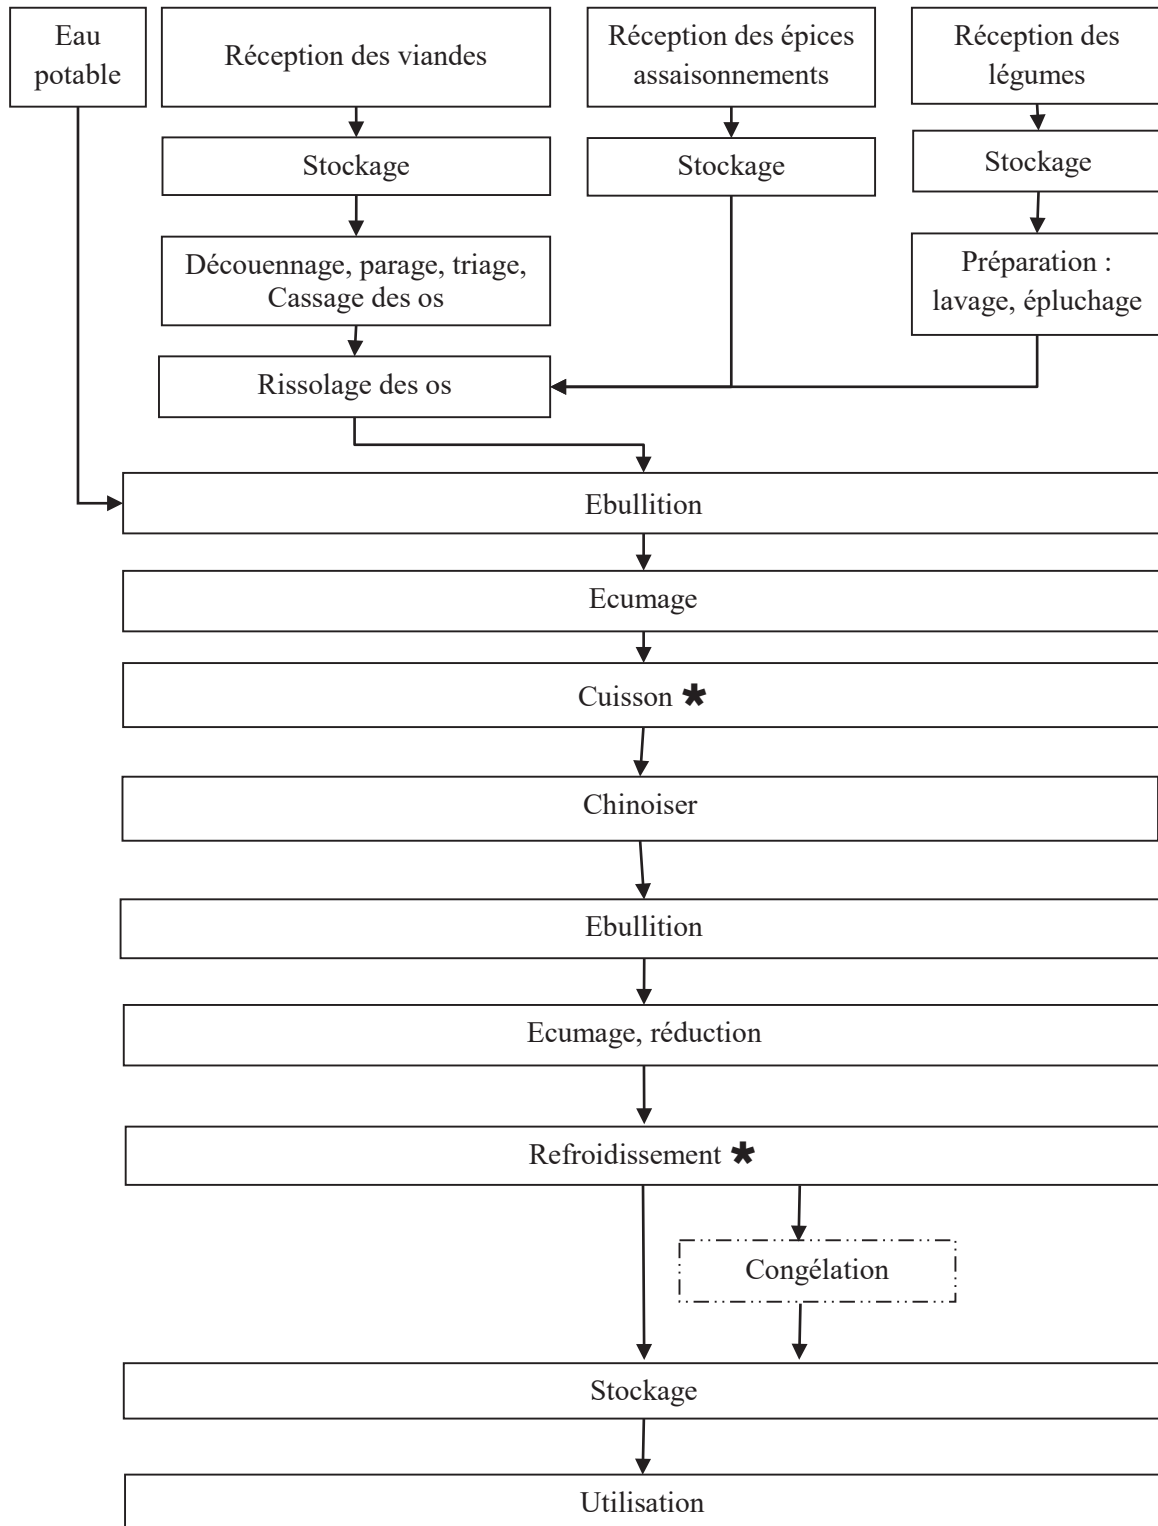 Eau
potable
Réception des viandes
Réception des épices
assaisonnements
Réception des
légumes
Stockage
Stockage
Stockage
Découennage, parage, triage,
Cassage des os
Préparation :
lavage, épluchage
Rissolage des os
Ebullition
Ecumage
Cuisson *
Chinoiser
Ebullition
Ecumage, réduction
Refroidissement *
Congélation
Stockage
Utilisation